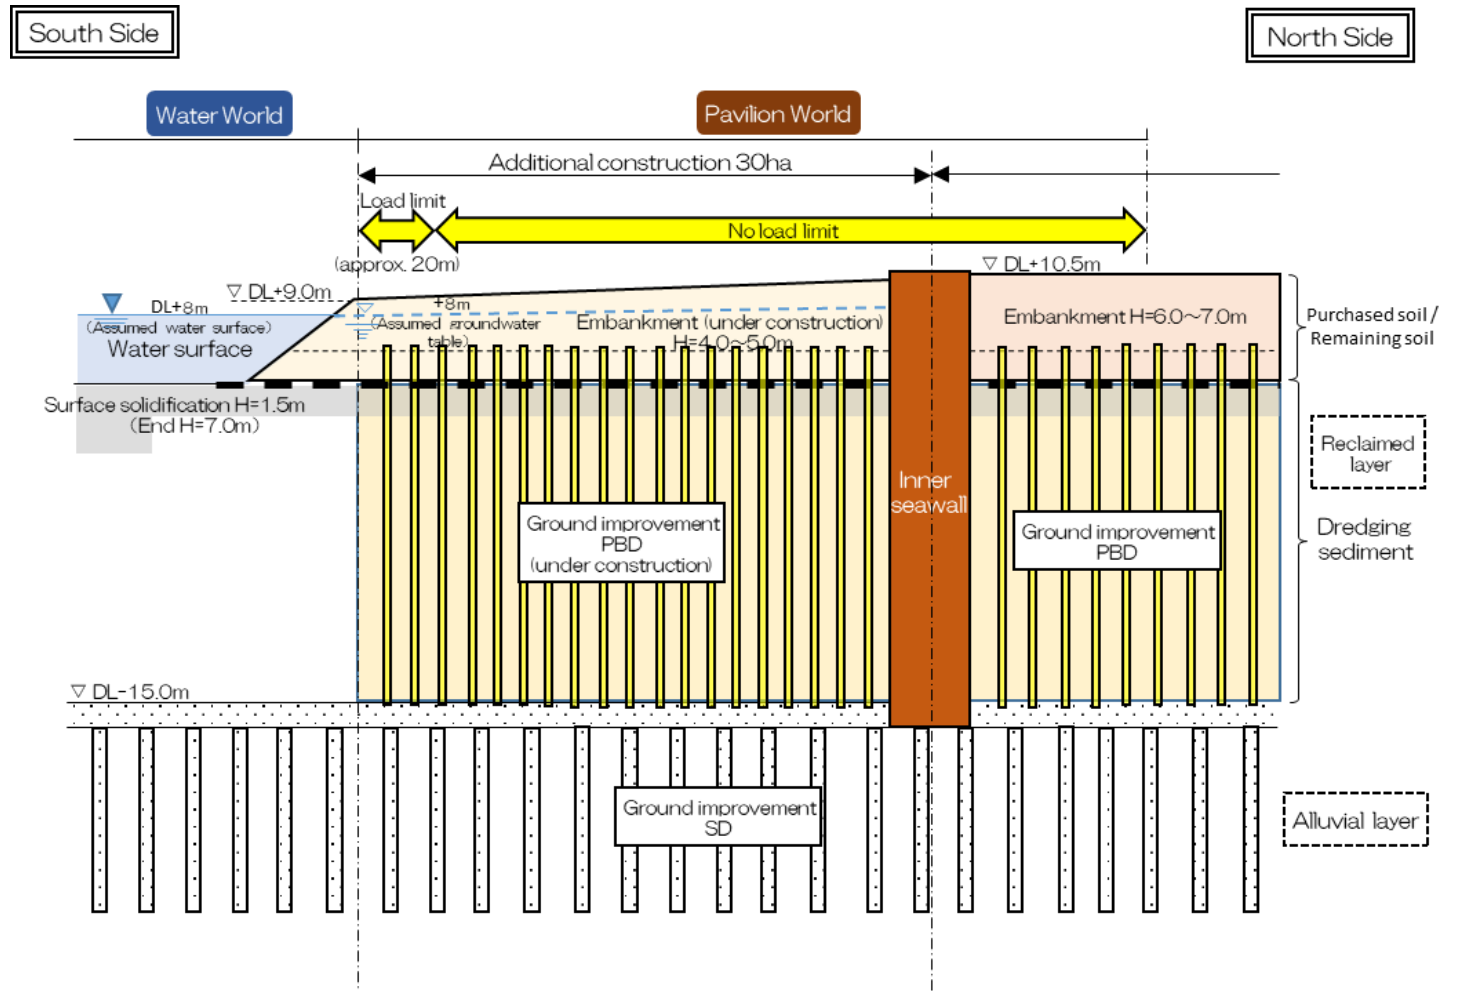 South Side
North Side
Water World
Pavilion World
Additional construction 30ha
Load limit
No load limit
(approx. 20m)
▽ DL+10.5m
▽ DL+9.0m
DL+8m
(Assumed water surface)
Water surface
+8m
(Assumed groundwater
table)
Embankment (under construction)
H=4.0~5.0m
Embankment H=6.0~7.0m
Purchased soil /
Remaining soil
Surface solidification H=1.5m
(End H=7.0m)
Reclaimed
layer
Inner
seawall
Ground improvement
PBD
(under construction)
Ground improvement
PBD
Dredging
sediment
▽ DL-15.0m
Ground improvement
SD
Alluvial layer